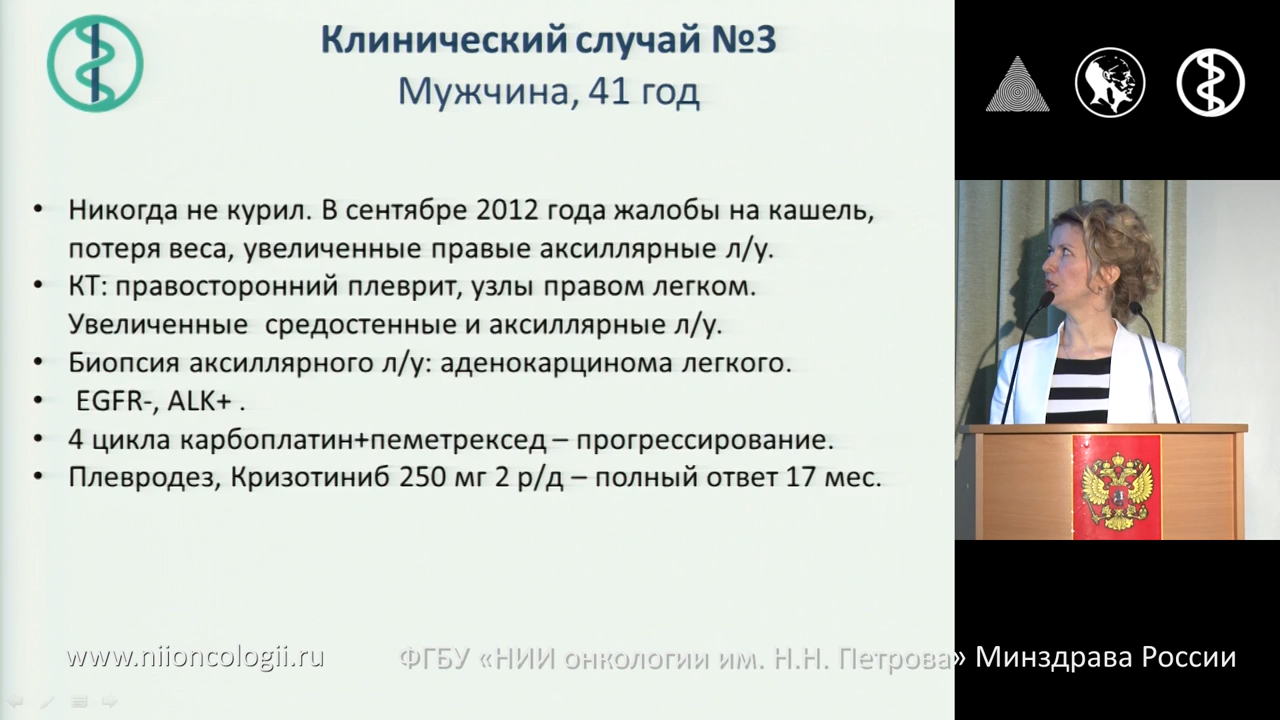 Клинический случай №3
Мужчина, 41 год
• Никогда не курил. В сентябре 2012 года жалобы на кашель,
потеря веса, увеличенные правые аксиллярные л/у.
• КТ: правосторонний плеврит, узлы правом легком.
Увеличенные средостенные и аксиллярные л/у.
• Биопсия аксиллярного л/у: аденокарцинома легкого.
• EGFR-, ALK+ .
• 4 цикла карбоплатин+пеметрексед – прогрессирование.
• Плевродез, Кризотиниб 250 мг 2 р/д – полный ответ 17 мес.
www.niioncologii.ru
ФГБУ «НИИ онкологии им. Н.Н. Петрова» Минздрава России